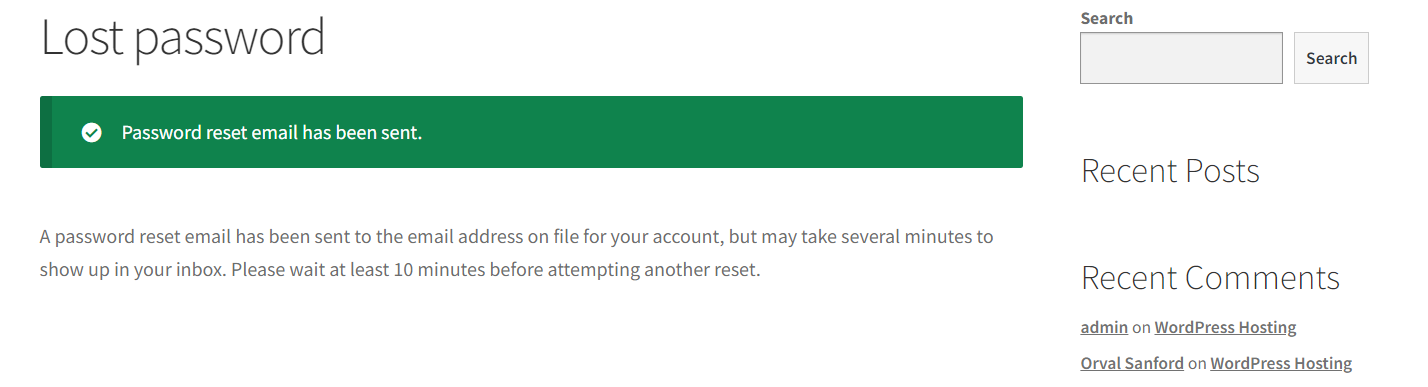 Lost password
Password reset email has been sent.
A password reset email has been sent to the email address on file for your account, but may take several minutes to
show up in your inbox. Please wait at least 10 minutes before attempting another reset.
Search
Search
Recent Posts
Recent Comments
admin on WordPress Hosting
Orval Sanford on WordPress Hosting